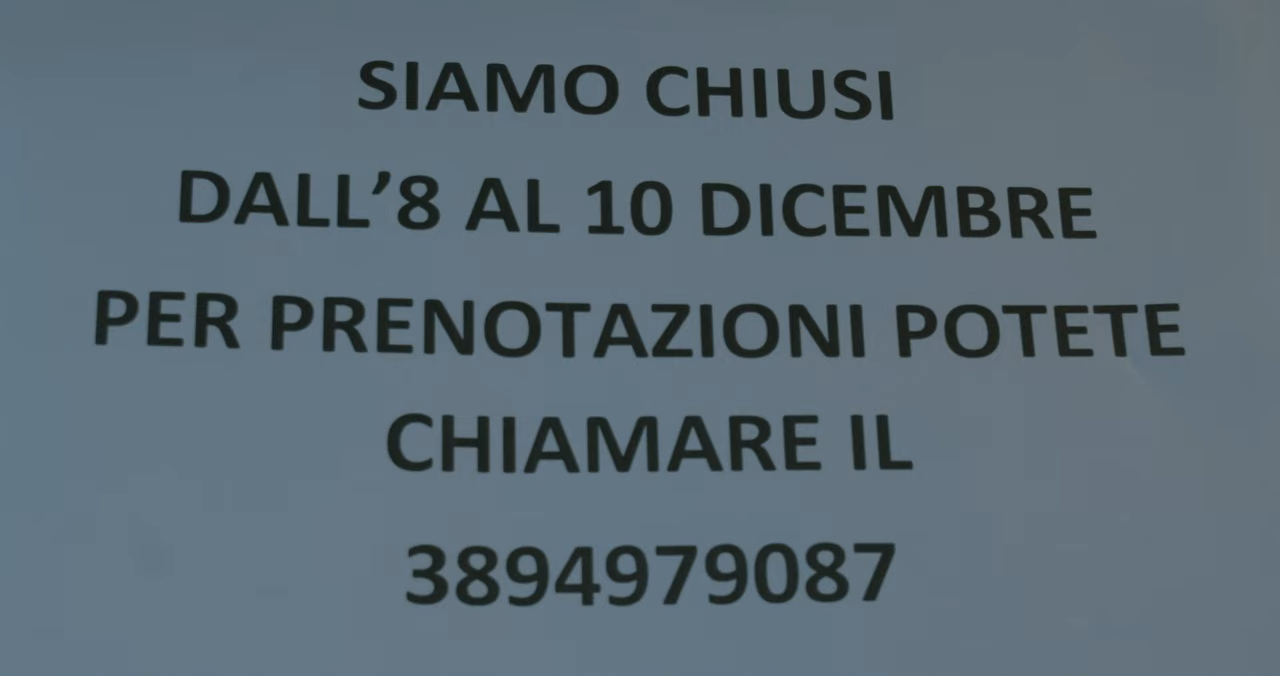 SIAMO CHIUSI
DALL'8 AL 10 DICEMBRE
PER PRENOTAZIONI POTETE
CHIAMARE IL
3894979087